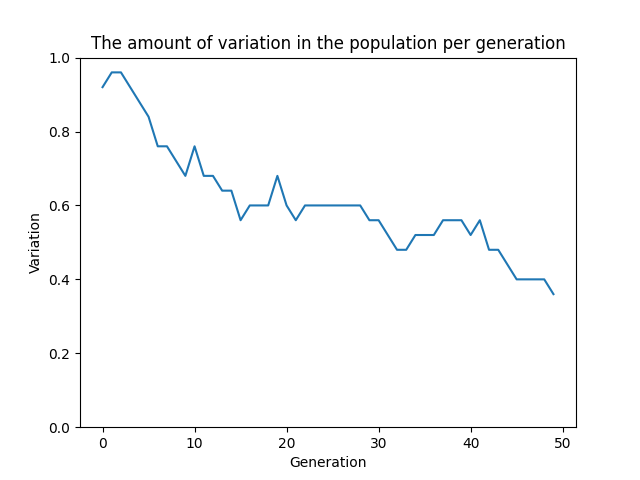 The amount of variation in the population per generation
1.0
0.8
0.6
0.4
0.2
0.0
Variation
0 10 20 30 40 50
Generation